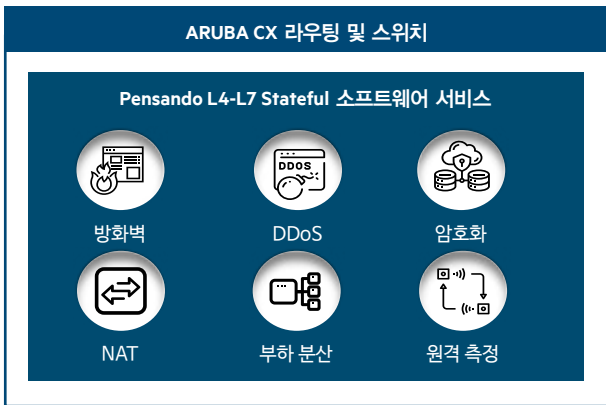 ARUBA CX 라우팅 및 스위치
Pensando L4-L7 Stateful 소프트웨어 서비스
DDOS
방화벽
DDoS
암호화
NAT
부하 분산
원격 측정